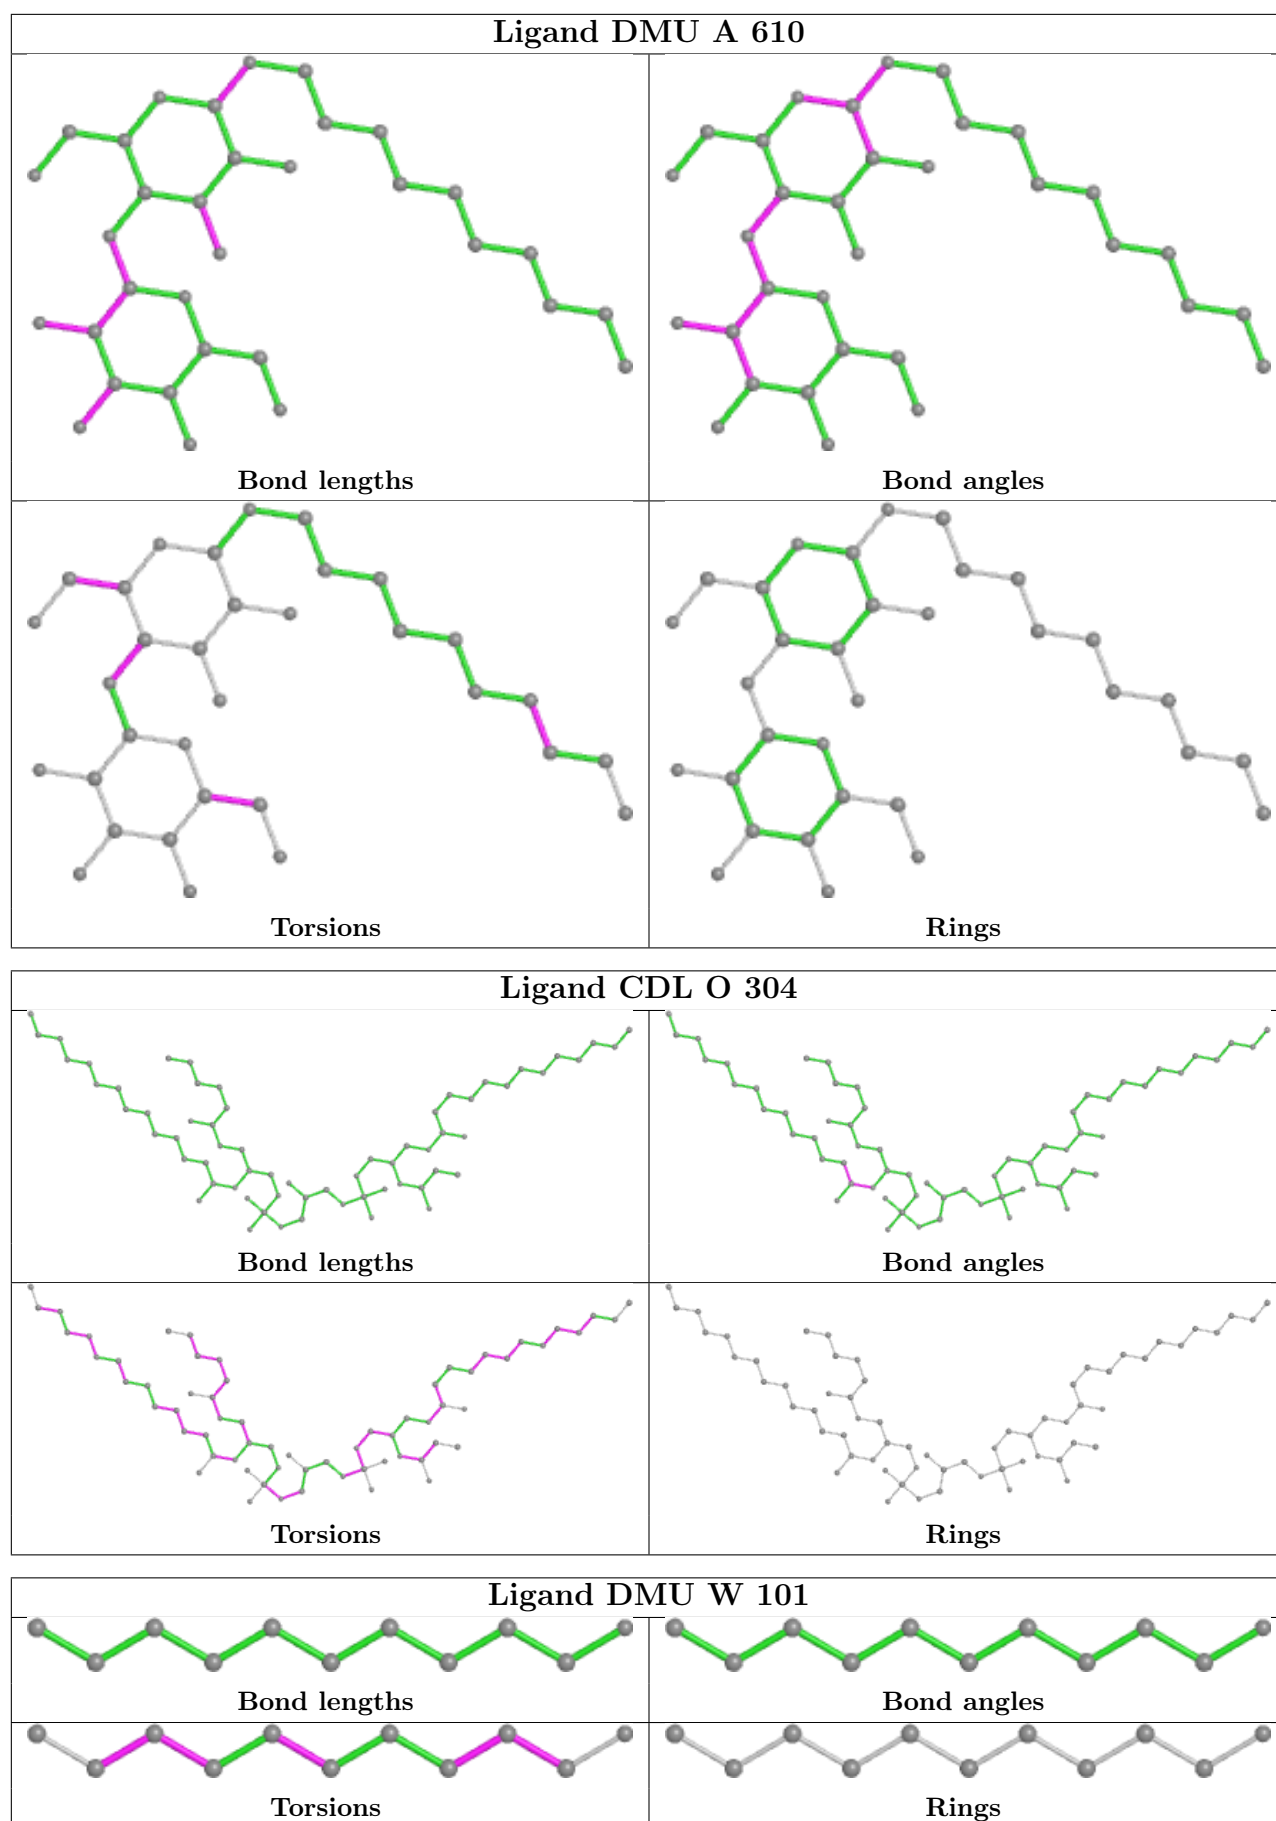 Ligand DMU A 610
Bond lengths
Bond angles
Torsions
Rings
Ligand CDL O 304
Bond lengths
Bond angles
Torsions
Rings
Ligand DMU W 101
Bond lengths
Bond angles
Torsions
Rings